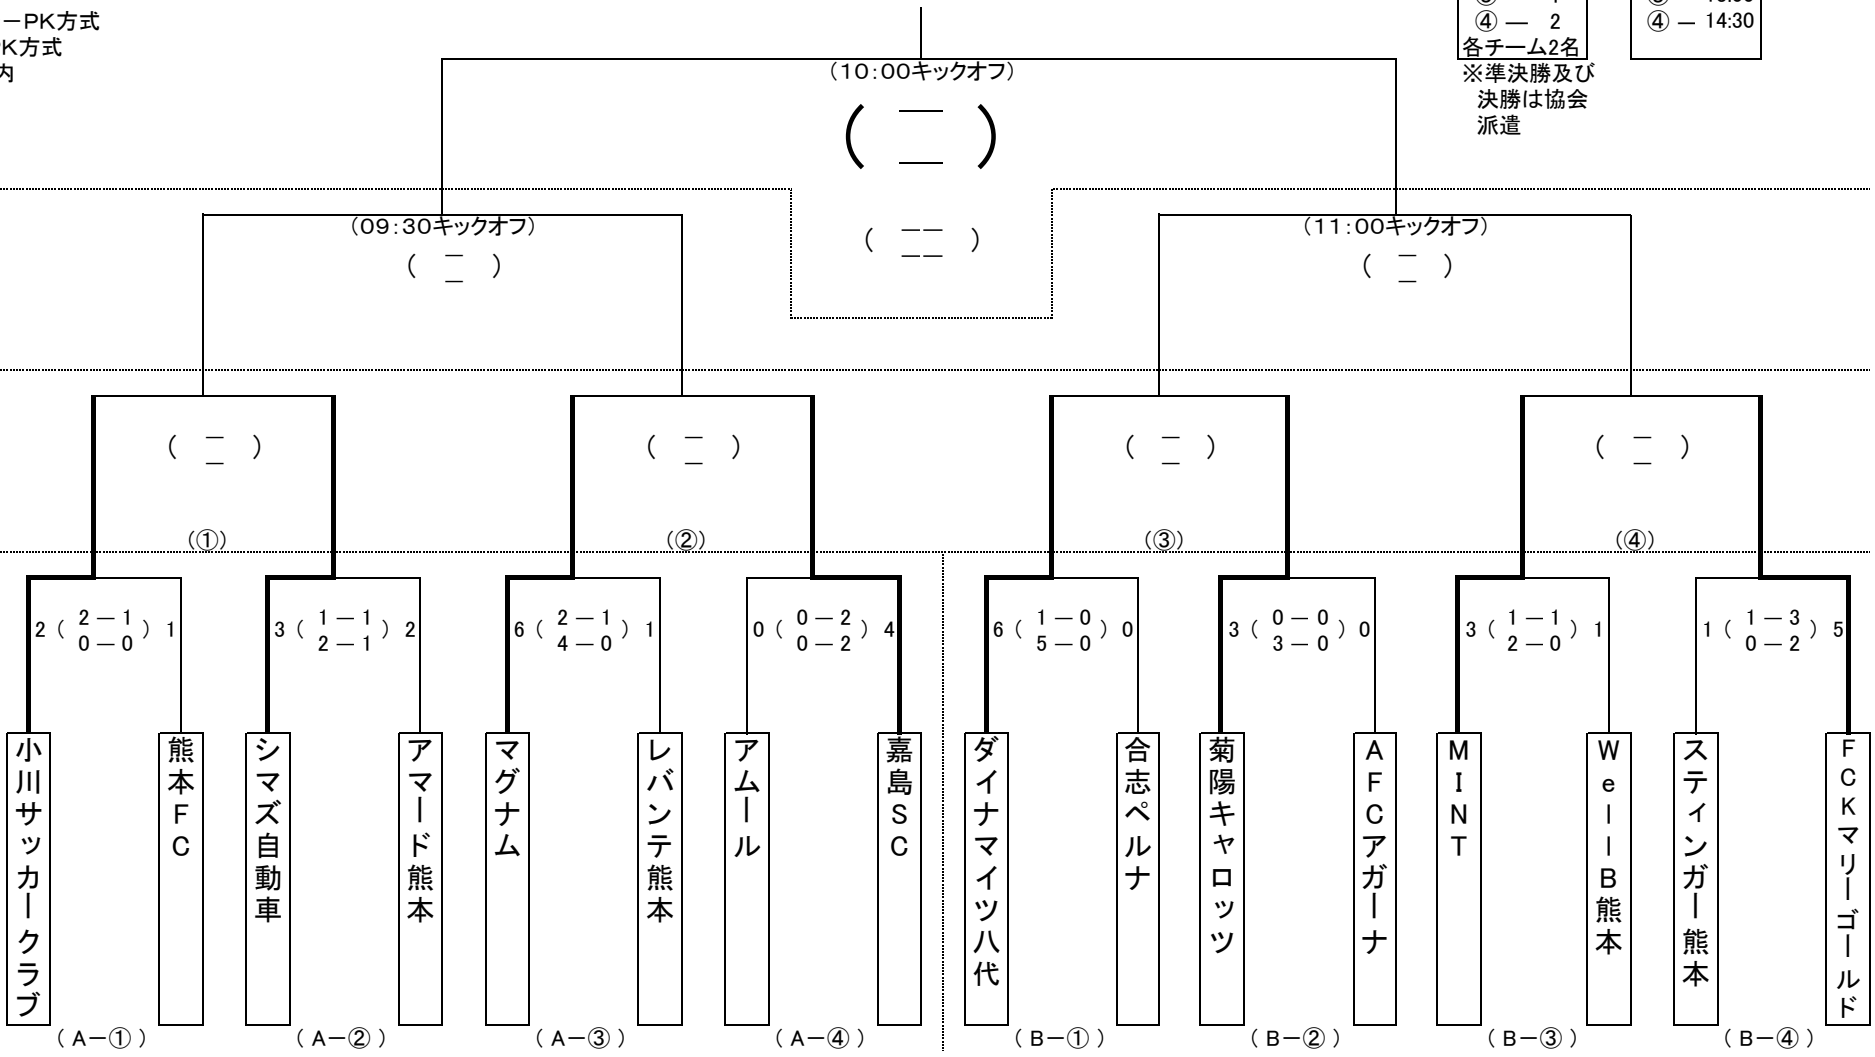 －PK方式
PK方式
内
④ ― 2
各チーム2名
※準決勝及び
決勝は協会
派遣
④ － 14:30
（10：00キックオフ）
（ ― ― ）
（09：30キックオフ）
（ － － ）
（ ―― ―― ）
（11：00キックオフ）
（ － － ）
（ － － ）
（ － － ）
（ － － ）
（ － － ）
（①）
（②）
（③）
（④）
2 （ 2 － 1 0 － 0 ） 1
3 （ 1 － 1 2 － 1 ） 2
6 （ 2 － 1 4 － 0 ） 1
0 （ 0 － 2 0 － 2 ） 4
6 （ 1 － 0 5 － 0 ） 0
3 （ 0 － 0 3 － 0 ） 0
3 （ 1 － 1 2 － 0 ） 1
1 （ 1 － 3 0 － 2 ） 5
小川サッカークラブ
熊本FC
シマズ自動車
アマード熊本
マグナム
レバンテ熊本
アムール
嘉島SC
ダイナマイツ八代
合志ペルナ
菊陽キャロッツ
AFCアガーナ
MINT
WellB熊本
スティンガー熊本
FCKマリーゴールド
（ A－① ）
（ A－② ）
（ A－③ ）
（ A－④ ）
（ B－① ）
（ B－② ）
（ B－③ ）
（ B－④ ）